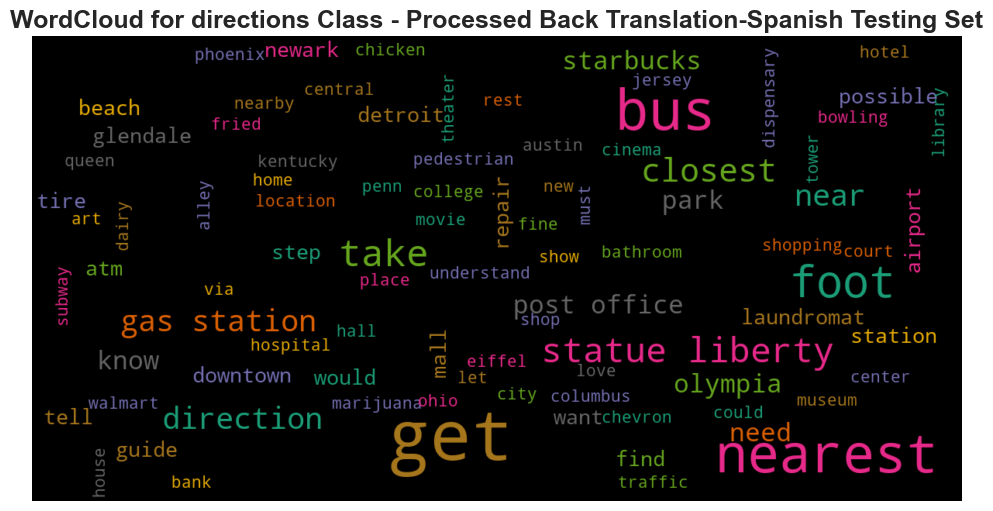 WordCloud for directions Class - Processed Back Translation-Spanish Testing Set
phoenix
newark
chicken
starbucks
hotel
jersey
bus
dispensary
possible
library
beach
nearby
central
detroit
theater
rest
bowling
glendale
fried
austin
cinema
tower
queen
kentucky
pedestrian
closest
home
penn
college
new
must
park
near
tire
alley
location
repair
airport
art
dairy
movie
fine
step
take
show
bathroom
shopping
court
subway
atm
place
understand
foot
via
post office
gas station
hall
shop
laundromat
station
hospital
mall
statue liberty
know
eiffel
love
downtown
would
let
olympia
center
walmart
marijuana
ohio
city
columbus
museum
tell
direction
get
want
chevron
could
need
guide
nearest
house
find
bank
traffic